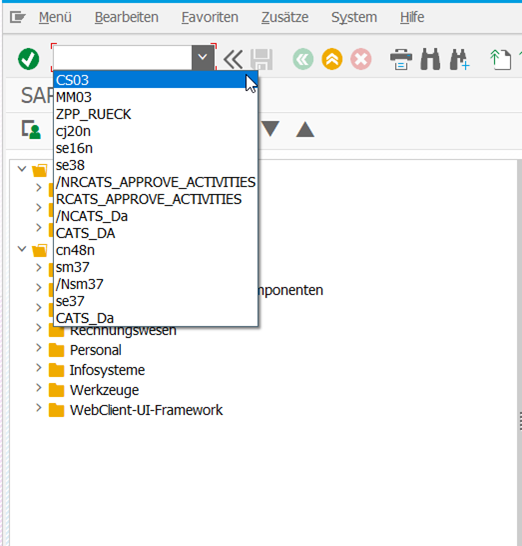 Menü Bearbeiten Favoriten Zusätze System Hilfe
SAP
CS03
MM03
ZPP_RUECK
cj20n
se16n
se38
/NRCATS_APPROVE_ACTIVITIES
RCATS_APPROVE_ACTIVITIES
/NCATS_Da
CATS_DA
cn48n
sm37
/Nsm37
se37
CATS_Da
Rechnungswesen
Personal
Infosysteme
Werkzeuge
WebClient-UI-Framework